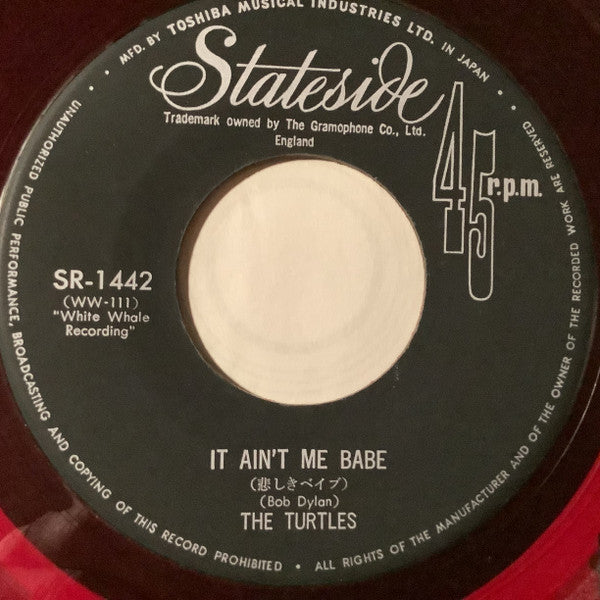 • MFD. BY TOSHIBA MUSICAL INDUSTRIES LTD. IN JAPAN •
Stateside
Trademark owned by The Gramophone Co., Ltd.
England
45 r.p.m.
SR-1442
(WW-111)
"White Whale
Recording"
IT AIN'T ME BABE
(悲しきベイブ)
(Bob Dylan)
THE TURTLES
UNAUTHORIZED PUBLIC PERFORMANCE, BROADCASTING AND COPYING OF THIS RECORD PROHIBITED • ALL RIGHTS OF THE MANUFACTURER AND OF THE OWNER OF THE RECORDED WORK ARE RESERVED